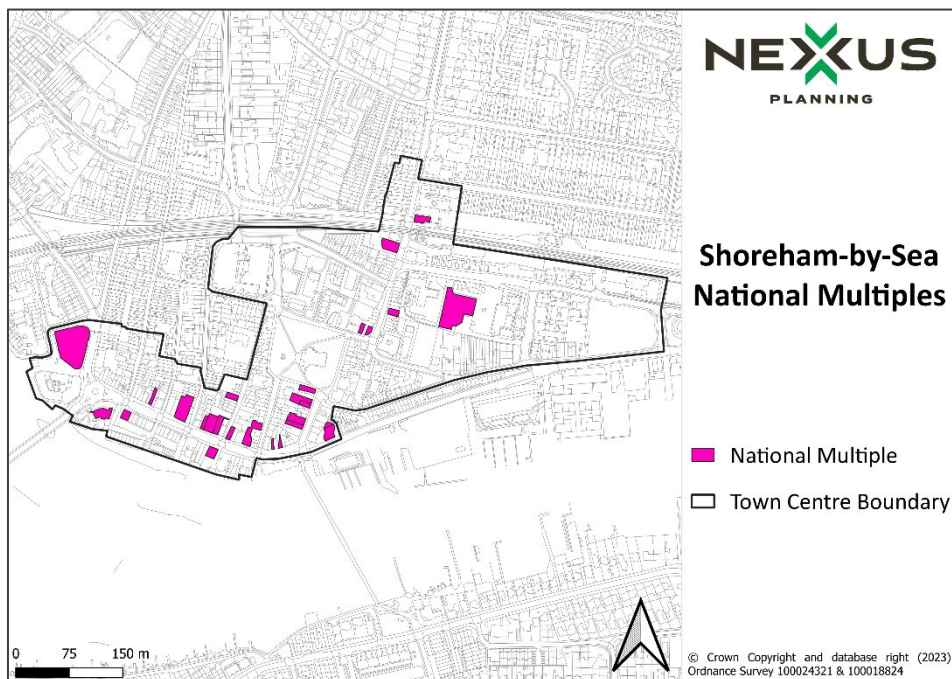 NEXUS
PLANNING
Shoreham-by-Sea
National Multiples
National Multiple
Town Centre Boundary
0 75 150 m
© Crown Copyright and database right (2023)
Ordnance Survey 100024321 & 100018824